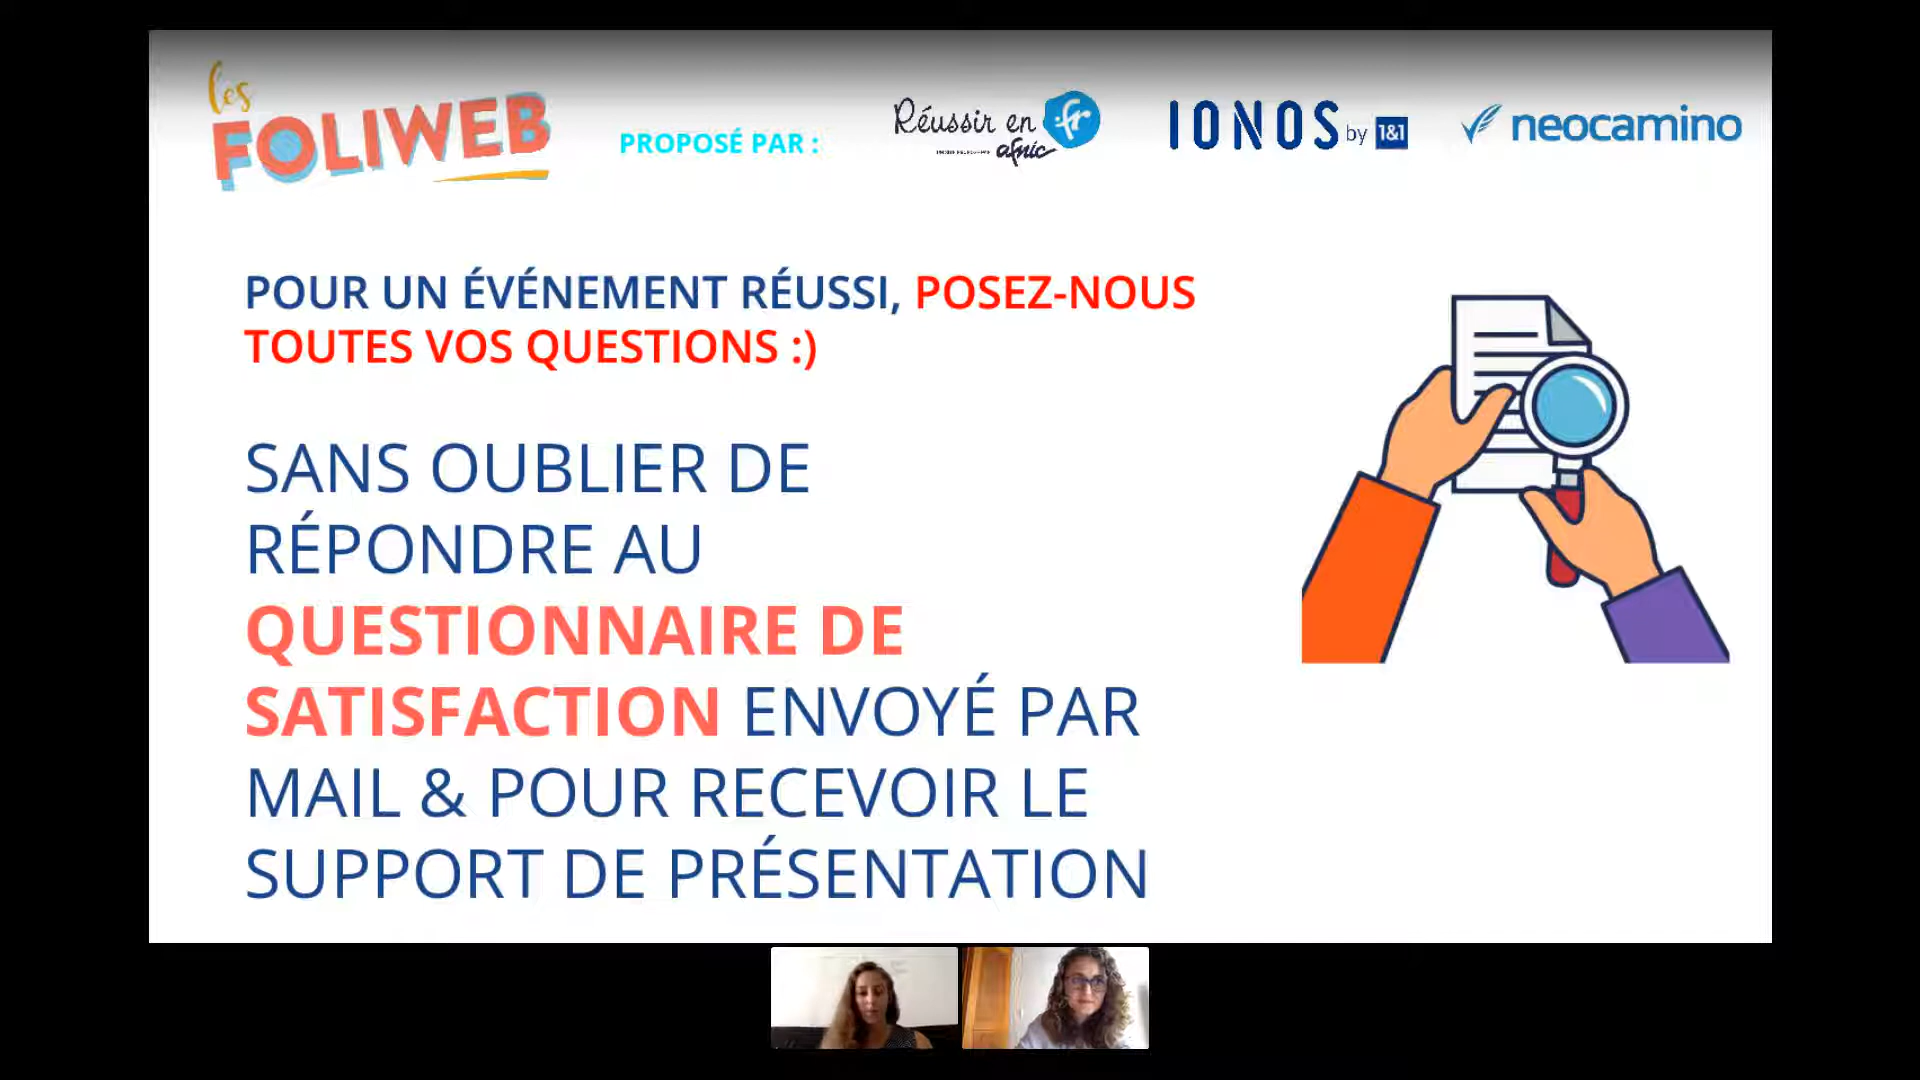 les
FOLIWEB
PROPOSÉ PAR :
Réussir en .fr
afnic
IONOS by 1&1
neocamino
POUR UN ÉVÉNEMENT RÉUSSI, POSEZ-NOUS
TOUTES VOS QUESTIONS :)
SANS OUBLIER DE
RÉPONDRE AU
QUESTIONNAIRE DE
SATISFACTION ENVOYÉ PAR
MAIL & POUR RECEVOIR LE
SUPPORT DE PRÉSENTATION